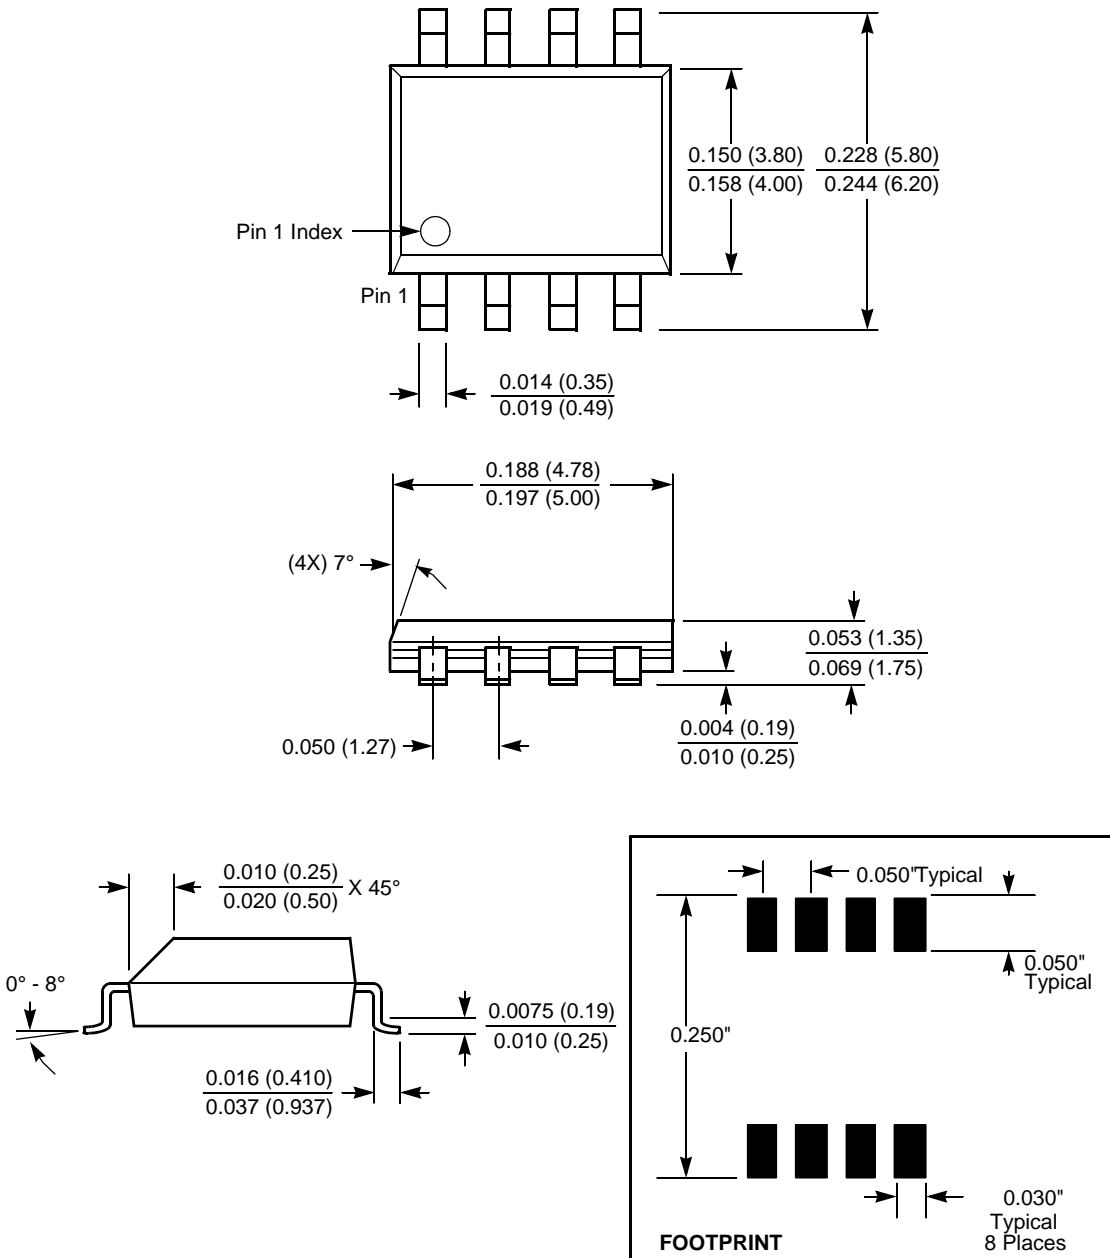 0.150 (3.80)
0.158 (4.00)
0.228 (5.80)
0.244 (6.20)
Pin 1 Index
Pin 1
0.014 (0.35)
0.019 (0.49)
0.188 (4.78)
0.197 (5.00)
(4X) 7°
0.053 (1.35)
0.069 (1.75)
0.050 (1.27)
0.004 (0.19)
0.010 (0.25)
0.010 (0.25)
0.020 (0.50)
X 45°
0° - 8°
0.0075 (0.19)
0.010 (0.25)
0.016 (0.410)
0.037 (0.937)
0.050"Typical
0.050"
Typical
0.250"
0.030"
Typical
8 Places
FOOTPRINT